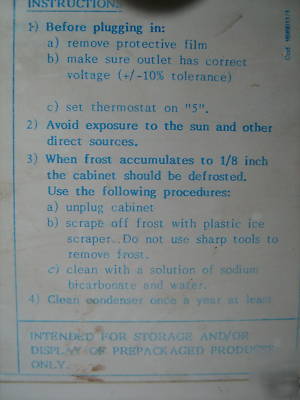 INSTRUCTIONS
1) Before plugging in:
a) remove protective film
b) make sure outlet has correct
voltage (+/-10% tolerance)
c) set thermostat on "5".
2) Avoid exposure to the sun and other
direct sources.
3) When frost accumulates to 1/8 inch
the cabinet should be defrosted.
Use the following procedures:
a) unplug cabinet
b) scrape off frost with plastic ice
scraper. Do not use sharp tools to
remove frost.
c) clean with a solution of sodium
bicarbonate and water.
4) Clean condenser once a year at least
INTENDED FOR STORAGE AND/OR
DISPLAY OF PREPACKAGED PRODUCTS
ONLY.
Cod.